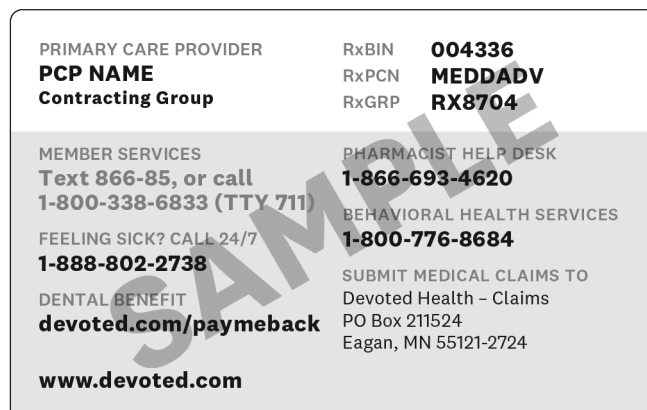 PRIMARY CARE PROVIDER
PCP NAME
Contracting Group
RxBIN 004336
RxPCN MEDDADV
RxGRP RX8704
MEMBER SERVICES
Text 866-85, or call
1-800-338-6833 (TTY 711)
FEELING SICK? CALL 24/7
1-888-802-2738
DENTAL BENEFIT
devoted.com/paymeback
www.devoted.com
PHARMACIST HELP DESK
1-866-693-4620
BEHAVIORAL HEALTH SERVICES
1-800-776-8684
SUBMIT MEDICAL CLAIMS TO
Devoted Health – Claims
PO Box 211524
Eagan, MN 55121-2724
SAMPLE